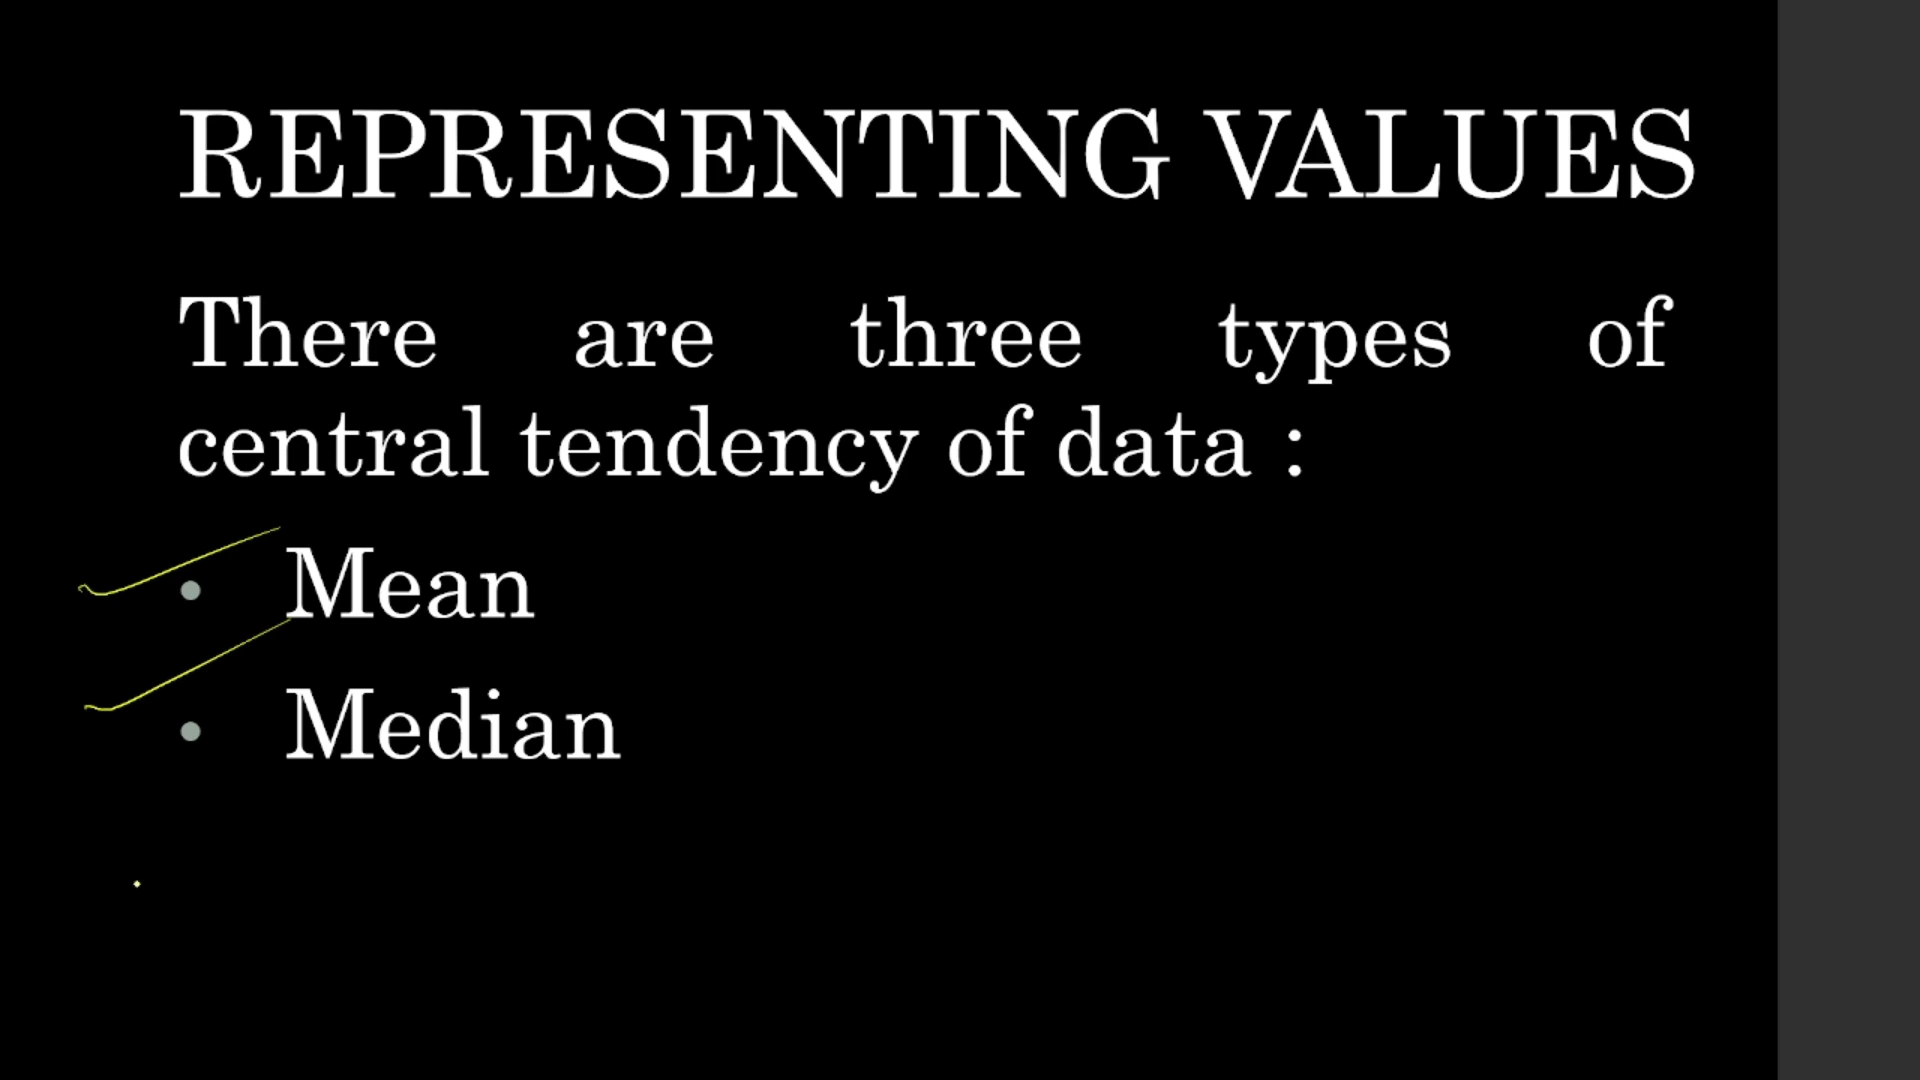 REPRESENTING VALUES
There are three types of
central tendency of data :
• Mean
• Median